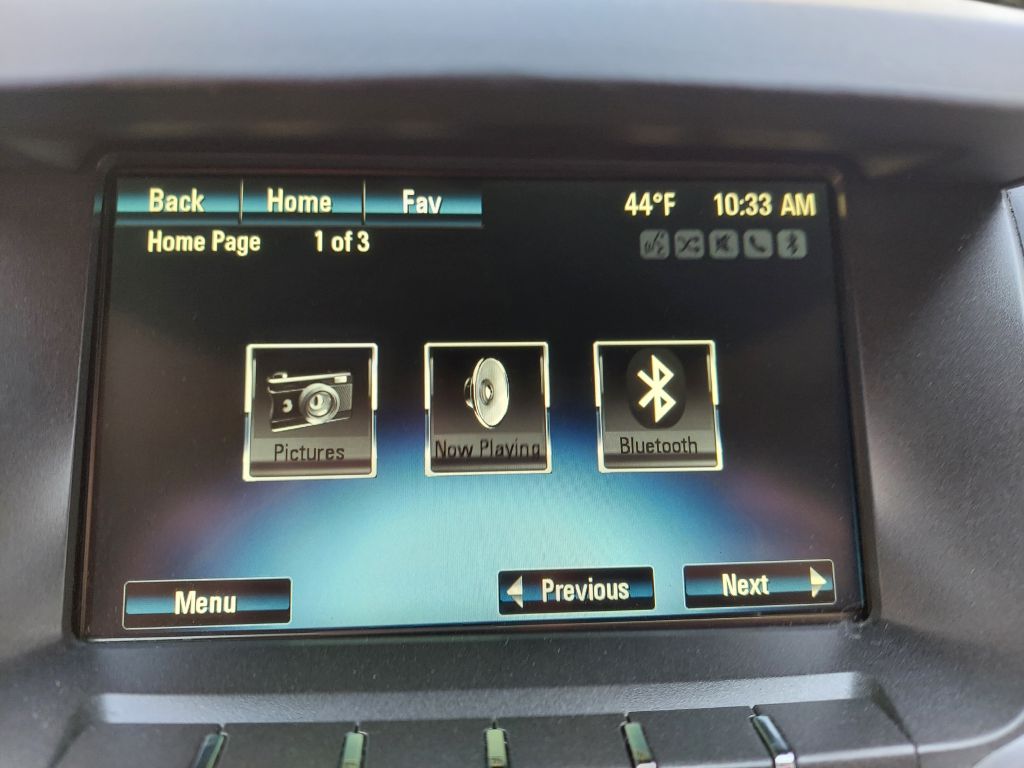 Back Home Fav 44°F 10:33 AM
Home Page 1 of 3
Pictures Now Playing Bluetooth
Menu Previous Next